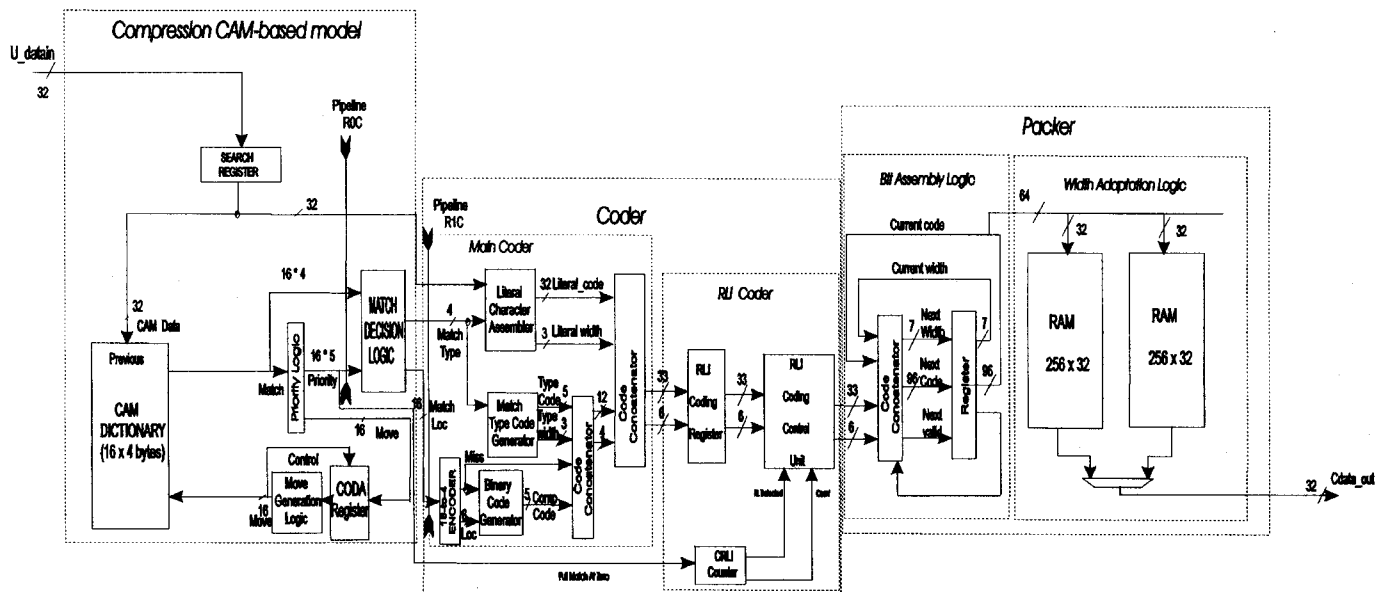 Compression CAM-based model
U_datain
32
Pipeline
R0C
SEARCH
REGISTER
32
32
CAM Data
Previous
CAM
DICTIONARY
(16 x 4 bytes)
16 * 4
Match
Priority Logic
16 * 5
Priority
MATCH
DECISION
LOGIC
16
Move
Control
16
Move
Move
Generation
Logic
CODA
Register
16
Match
Loc
Coder
Pipeline
R1C
Main Coder
4
Match
Type
Literal
Character
Assembler
32
Literal_code
3
Literal width
Match
Type Code
Generator
Type
Code
5
Type
width
3
Miss
16-to-4
ENCODER
Loc
Binary
Code
Generator
5
Comp
Code
Code
Concatenator
12
4
Code
Concatenator
33
6
RLI Coder
RLI
Coding
Register
33
6
RLI
Coding
Control
Unit
33
6
Count
CRLI
Counter
Full Match At Zero
Packer
Bit Assembly Logic
Current code
Current width
Code
Concatenator
7
Next
Width
96
Next
Code
Next
valid
Register
7
96
Width Adaptation Logic
64
32
32
RAM
256 x 32
RAM
256 x 32
32
Cdata_out